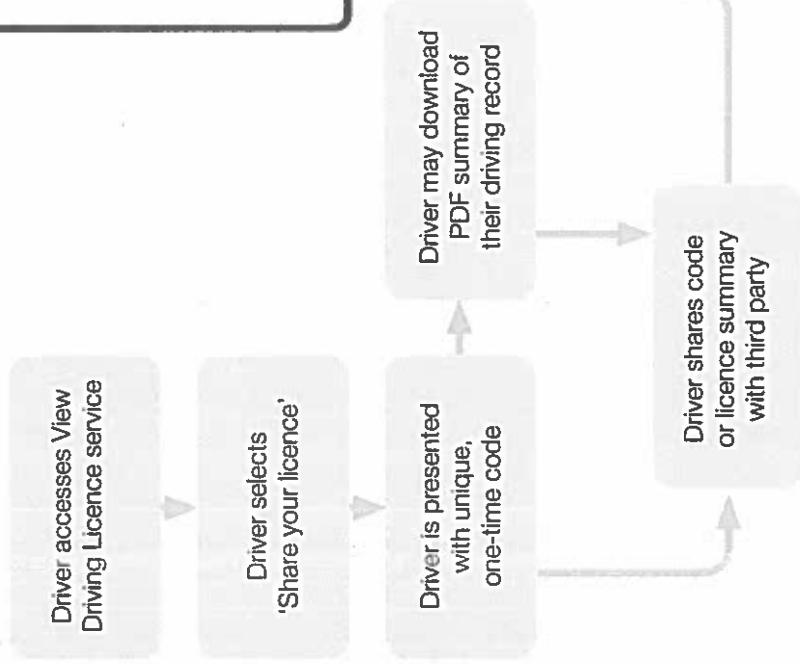 Driver accesses View
Driving Licence service
Driver selects
'Share your licence'
Driver is presented
with unique,
one-time code
Driver may download
PDF summary of
their driving record
Driver shares code
or licence summary
with third party